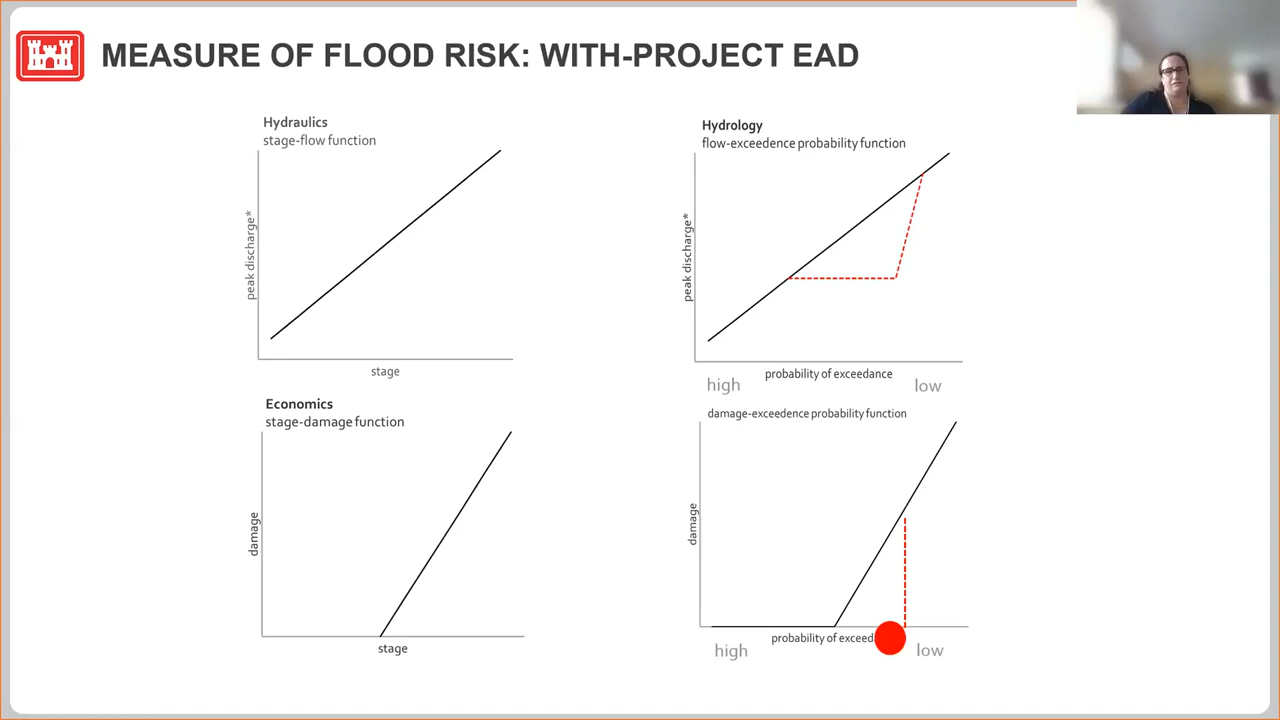 MEASURE OF FLOOD RISK: WITH-PROJECT EAD
Hydraulics
stage-flow function
peak discharge*
stage
Hydrology
flow-exceedence probability function
peak discharge*
probability of exceedance
high
low
Economics
stage-damage function
damage
stage
damage-exceedence probability function
damage
probability of exceed
high
low